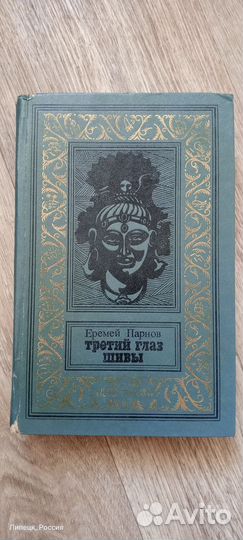 Еремей Парнов
ТРЕТИЙ ГЛАЗ
ШИВЫ
Липецк, Россия
Avito